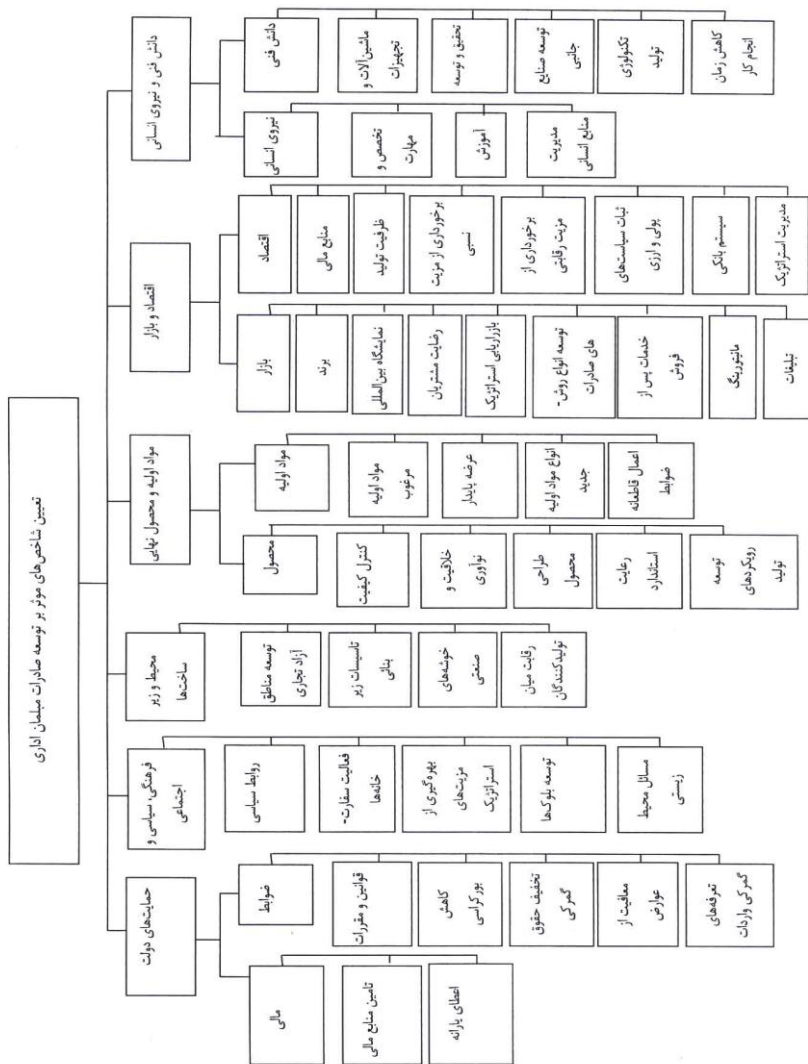 تعیین شاخص‌های موثر بر توسعه صادرات مبلمان اداری
دانش فنی و نیروی انسانی
اقتصاد و بازار
مواد اولیه و محصول نهایی
محیط و زیر
ساخت‌ها
فرهنگی، سیاسی و
اجتماعی
حمایت‌های دولت
دانش فنی
ماشین‌آلات و
تجهیزات
تحقیق و توسعه
توسعه صنایع
جانبی
تکنولوژی
تولید
کاهش زمان
انجام کار
نیروی انسانی
تخصص و
مهارت
آموزش
مدیریت
منابع انسانی
اقتصاد
منابع مالی
ظرفیت تولید
برخورداری از مزیت
نسبی
برخورداری از
مزیت رقابتی
ثبات سیاست‌های
پولی و ارزی
سیستم بانکی
مدیریت استراتژیک
بازار
برند
نمایشگاه بین‌المللی
رضایت مشتریان
بازاریابی استراتژیک
توسعه انواع روش-
های صادرات
خدمات پس از
فروش
مانیتورینگ
تبلیغات
مواد اولیه
مواد اولیه
مرغوب
عرضه پایدار
انواع مواد اولیه
جدید
اعمال قاطعانه
ضوابط
محصول
کنترل کیفیت
خلاقیت و
نوآوری
طراحی
محصول
رعایت
استاندارد
رویکردهای توسعه
تولید
توسعه مناطق
آزاد تجاری
تاسیسات زیر
بنائی
خوشه‌های
صنعتی
رقابت میان
تولیدکنندگان
روابط سیاسی
فعالیت سفارت-
خانه‌ها
بهره‌گیری از
مزیت‌های
استراتژیک
توسعه بلوک‌ها
مسائل محیط
زیستی
ضوابط
قوانین و مقررات
کاهش
بورکراسی
تخفیف حقوق
گمرکی
معافیت از
عوارض
تعرفه‌های
گمرکی واردات
مالی
تامین منابع مالی
اعطای یارانه